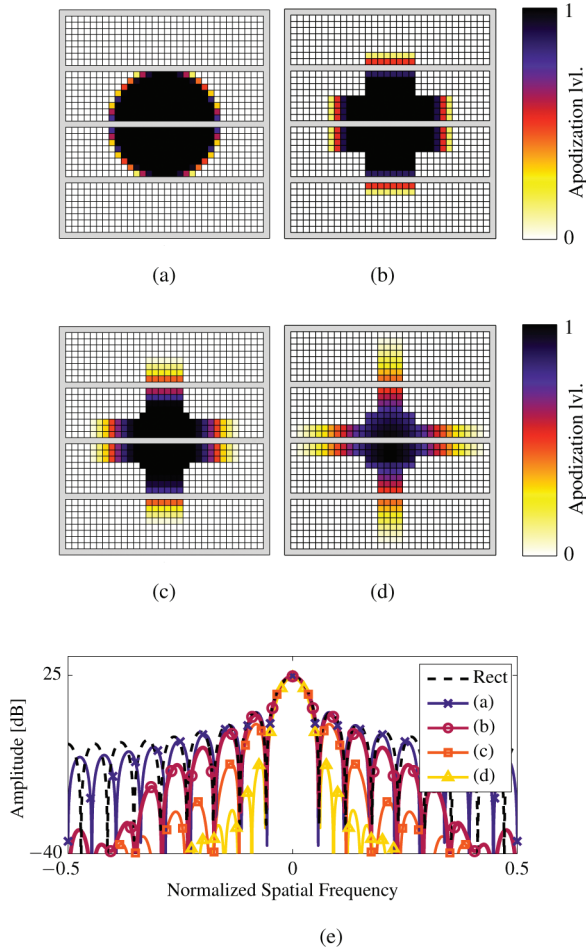 1
Apodization lvl.
0
(a)
(b)
1
Apodization lvl.
0
(c)
(d)
25
Amplitude [dB]
−40
Rect
(a)
(b)
(c)
(d)
−0.5
0
0.5
Normalized Spatial Frequency
(e)